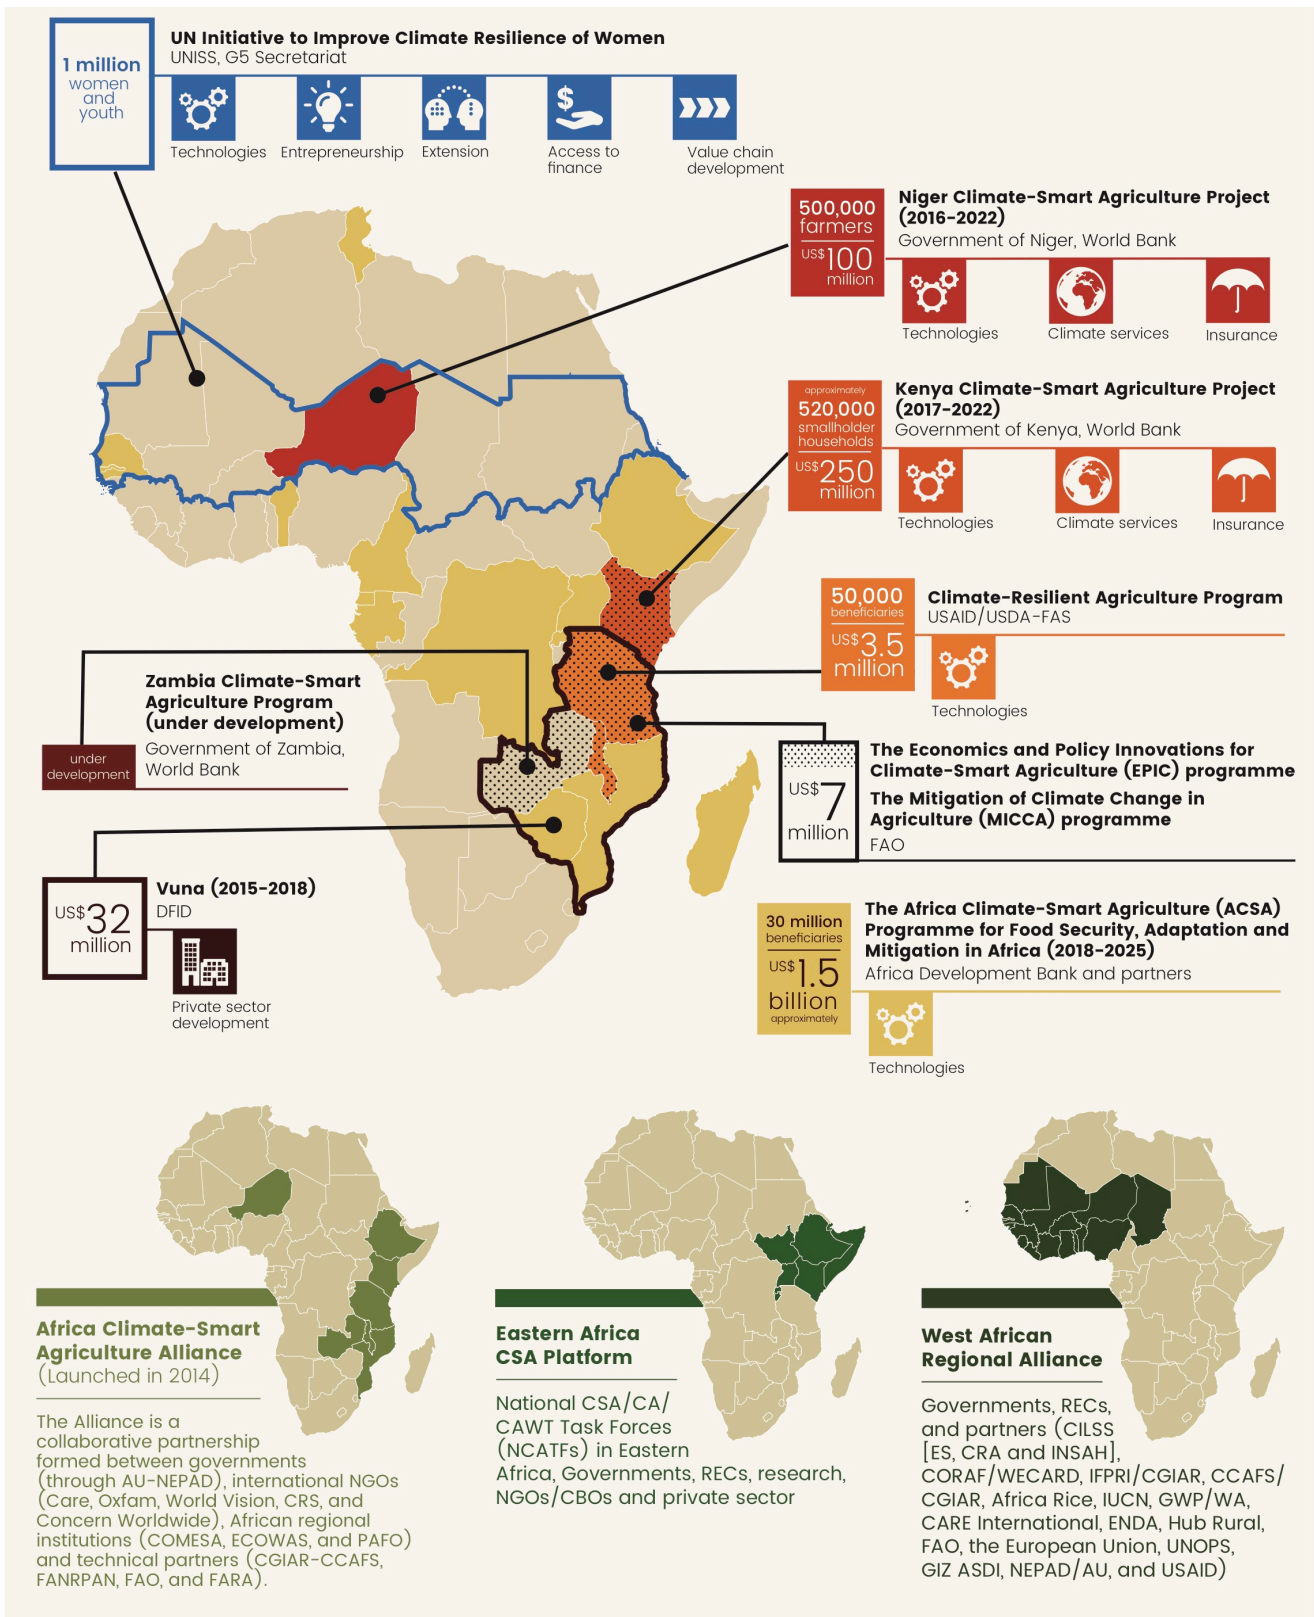 1 million
women
and
youth
UN Initiative to Improve Climate Resilience of Women
UNISS, G5 Secretariat
Technologies
Entrepreneurship
Extension
Access to
finance
Value chain
development
500,000
farmers
US$100
million
Niger Climate-Smart Agriculture Project
(2016-2022)
Government of Niger, World Bank
Technologies
Climate services
Insurance
approximately
520,000
smallholder
households
US$250
million
Kenya Climate-Smart Agriculture Project
(2017-2022)
Government of Kenya, World Bank
Technologies
Climate services
Insurance
50,000
beneficiaries
US$3.5
million
Climate-Resilient Agriculture Program
USAID/USDA-FAS
Technologies
under
development
Zambia Climate-Smart
Agriculture Program
(under development)
Government of Zambia,
World Bank
US$7
million
The Economics and Policy Innovations for
Climate-Smart Agriculture (EPIC) programme
The Mitigation of Climate Change in
Agriculture (MICCA) programme
FAO
US$32
million
Vuna (2015-2018)
DFID
Private sector
development
30 million
beneficiaries
US$1.5
billion
approximately
The Africa Climate-Smart Agriculture (ACSA)
Programme for Food Security, Adaptation and
Mitigation in Africa (2018-2025)
Africa Development Bank and partners
Technologies
Africa Climate-Smart
Agriculture Alliance
(Launched in 2014)
The Alliance is a
collaborative partnership
formed between governments
(through AU-NEPAD), international NGOs
(Care, Oxfam, World Vision, CRS, and
Concern Worldwide), African regional
institutions (COMESA, ECOWAS, and PAFO)
and technical partners (CGIAR-CCAFS,
FANRPAN, FAO, and FARA).
Eastern Africa
CSA Platform
National CSA/CA/
CAWT Task Forces
(NCATFs) in Eastern
Africa, Governments, RECs, research,
NGOs/CBOs and private sector
West African
Regional Alliance
Governments, RECs,
and partners (CILSS
[ES, CRA and INSAH],
CORAF/WECARD, IFPRI/CGIAR, CCAFS/
CGIAR, Africa Rice, IUCN, GWP/WA,
CARE International, ENDA, Hub Rural,
FAO, the European Union, UNOPS,
GIZ ASDI, NEPAD/AU, and USAID)